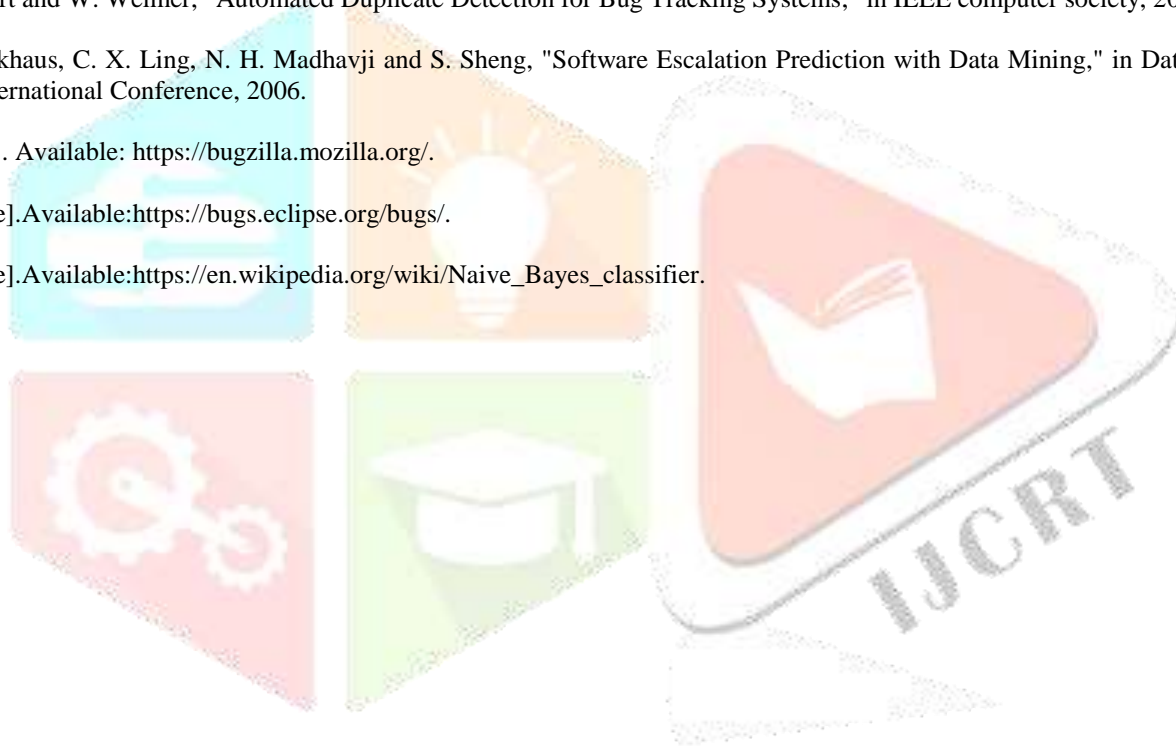 rt and W. Weimer, "Automated Duplicate Detection for Bug Tracking Systems," in IEEE computer society, 20
khaus, C. X. Ling, N. H. Madhavji and S. Sheng, "Software Escalation Prediction with Data Mining," in Dat
ernational Conference, 2006.
]. Available: https://bugzilla.mozilla.org/.
e].Available:https://bugs.eclipse.org/bugs/.
e].Available:https://en.wikipedia.org/wiki/Naive_Bayes_classifier.
IJCRT